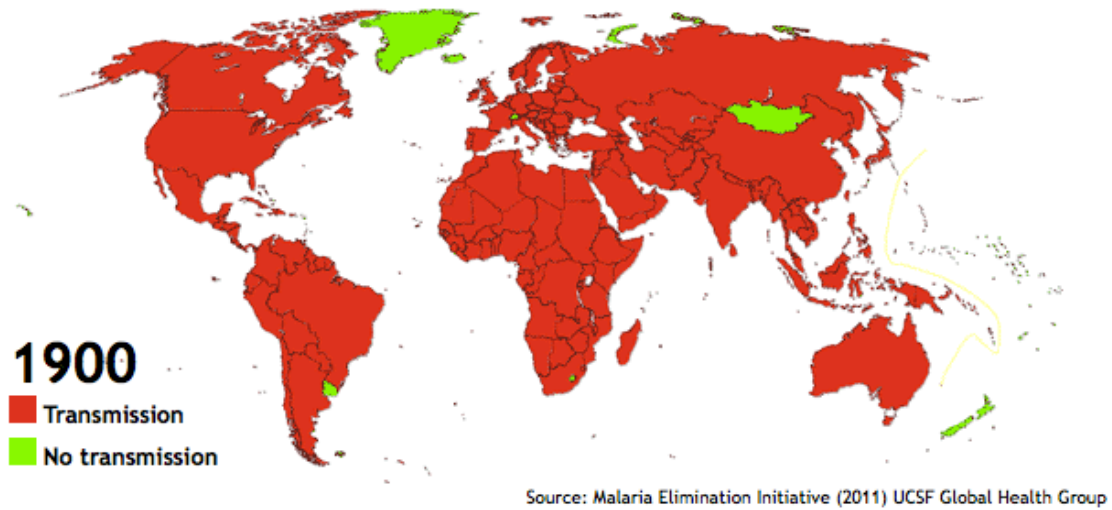 1900
Transmission
No transmission
Source: Malaria Elimination Initiative (2011) UCSF Global Health Group